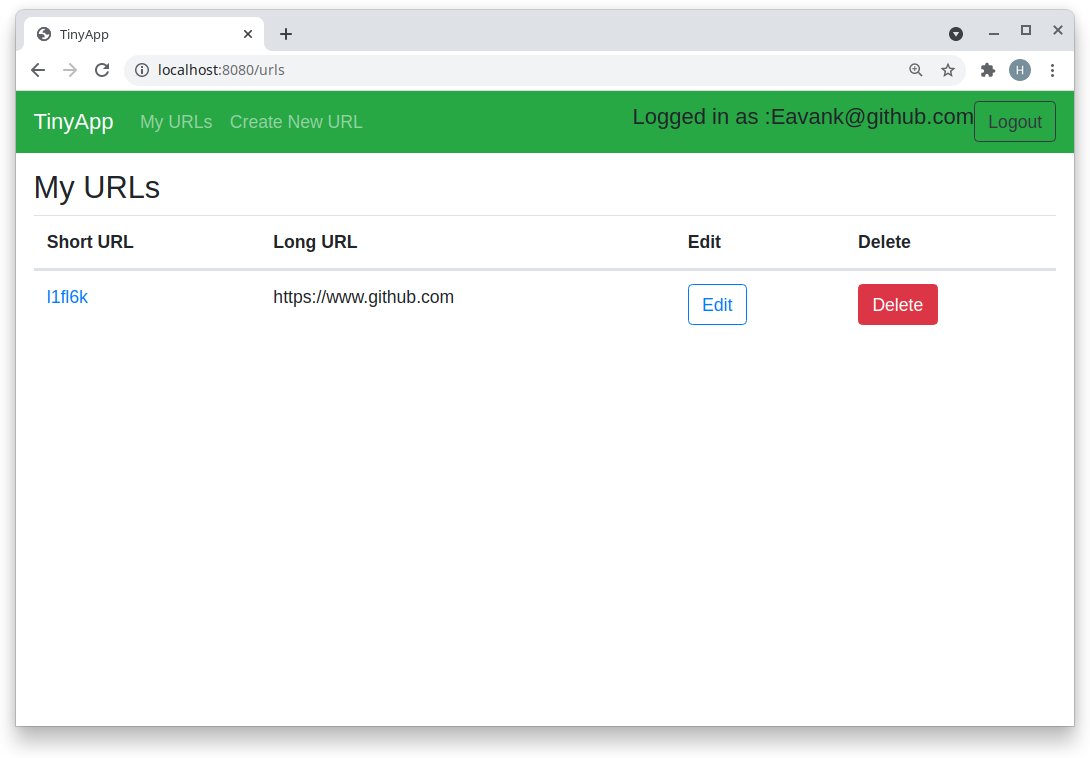 TinyApp
localhost:8080/urls
H
TinyApp My URLs Create New URL Logged in as :Eavank@github.com Logout
My URLs
Short URL Long URL Edit Delete
l1fl6k https://www.github.com Edit Delete